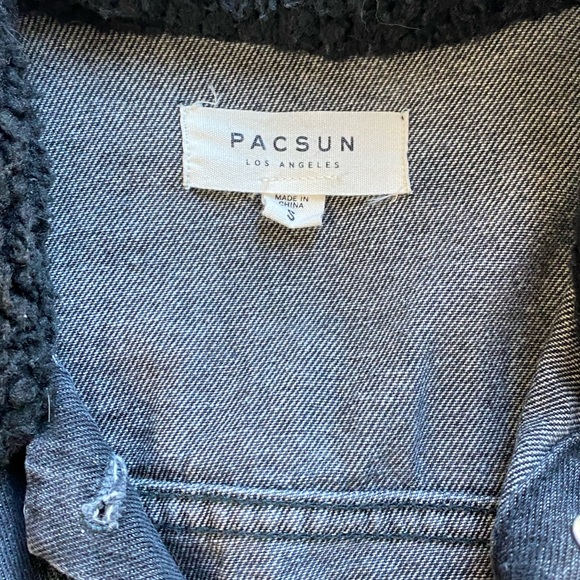 PACSUN
LOS ANGELES
MADE IN
CHINA
S